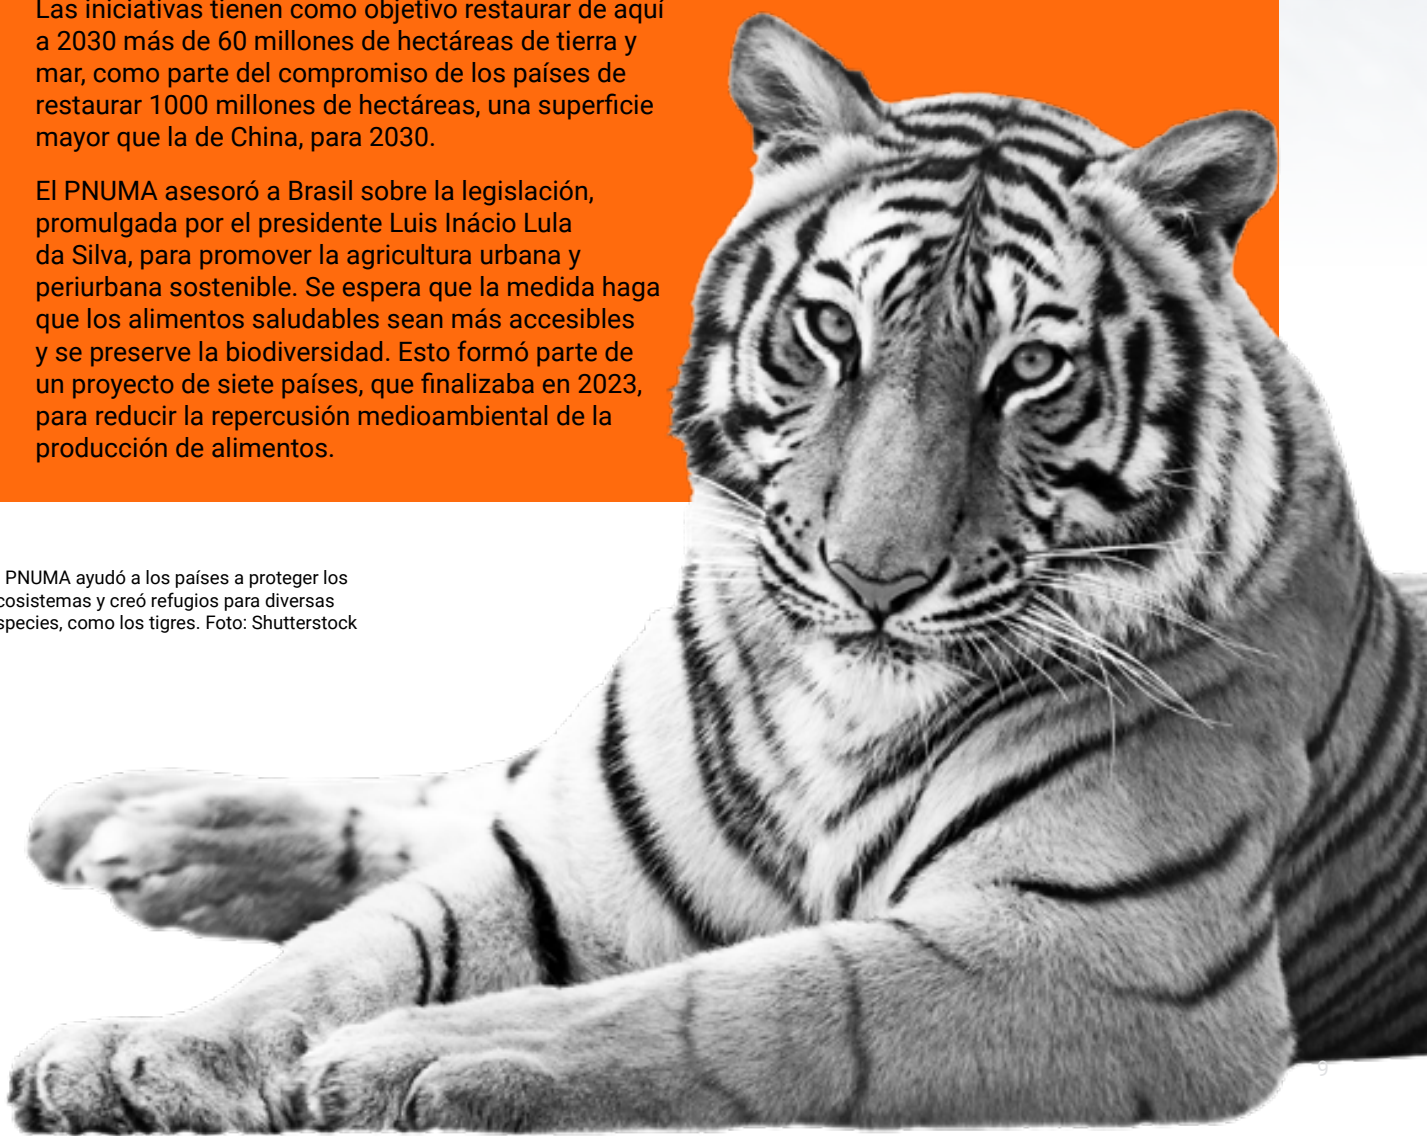 Las iniciativas tienen como objetivo restaurar de aquí
a 2030 más de 60 millones de hectáreas de tierra y
mar, como parte del compromiso de los países de
restaurar 1000 millones de hectáreas, una superficie
mayor que la de China, para 2030.
El PNUMA asesoró a Brasil sobre la legislación,
promulgada por el presidente Luis Inácio Lula
da Silva, para promover la agricultura urbana y
periurbana sostenible. Se espera que la medida haga
que los alimentos saludables sean más accesibles
y se preserve la biodiversidad. Esto formó parte de
un proyecto de siete países, que finalizaba en 2023,
para reducir la repercusión medioambiental de la
producción de alimentos.
PNUMA ayudó a los países a proteger los
cosistemas y creó refugios para diversas
species, como los tigres. Foto: Shutterstock
9